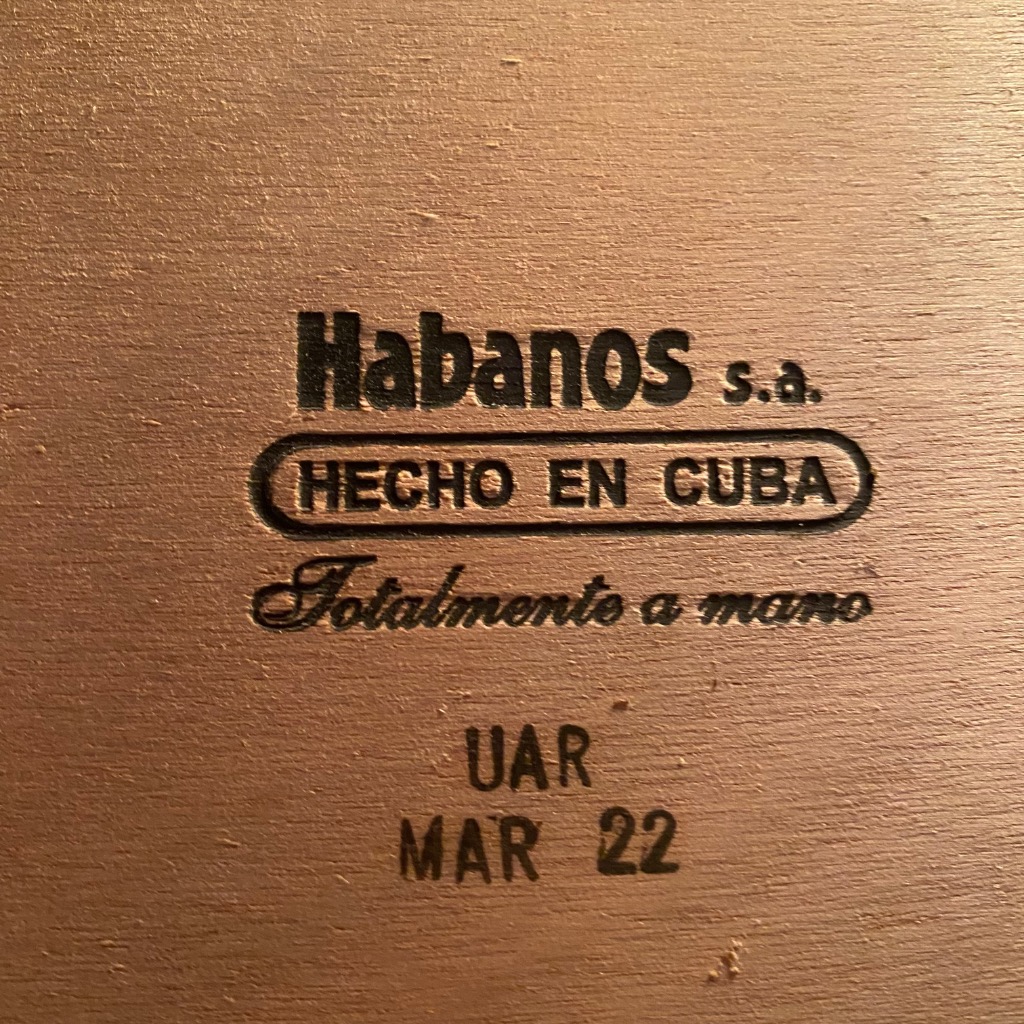 Habanos s.a.
HECHO EN CUBA
Totalmente a mano
UAR
MAR 22